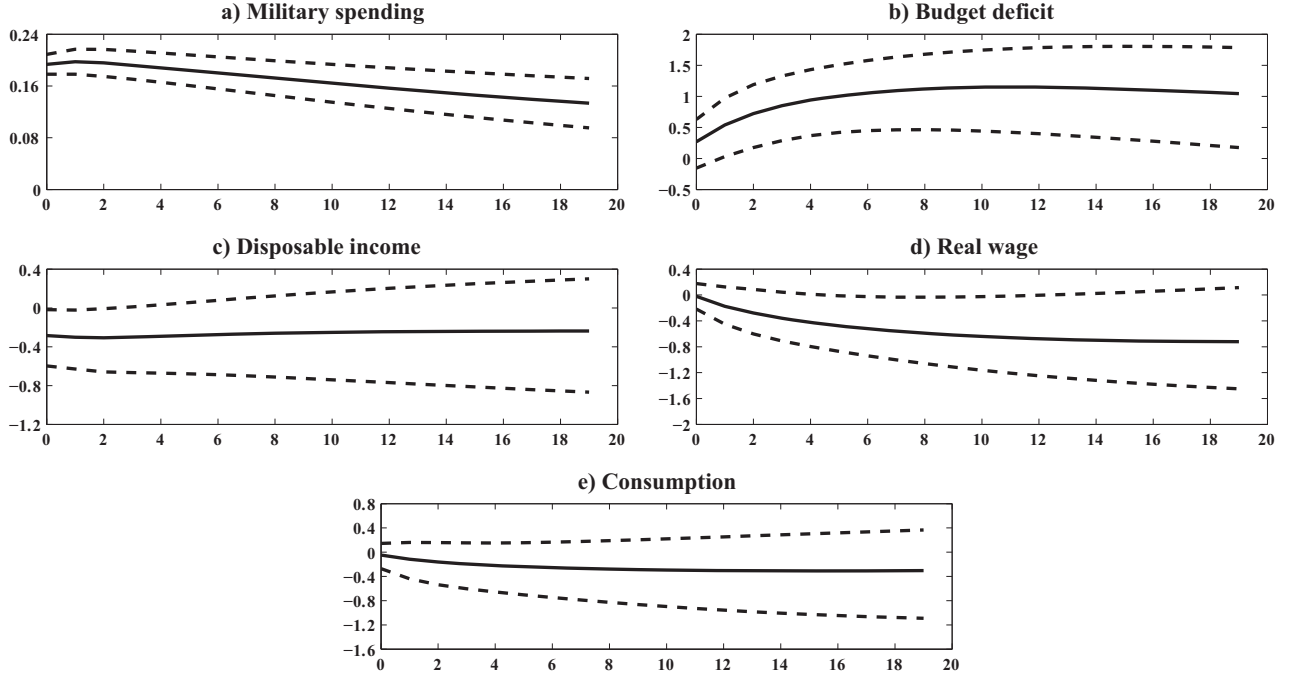 a) Military spending
0.24
0.16
0.08
0
0 2 4 6 8 10 12 14 16 18 20
b) Budget deficit
2
1.5
1
0.5
0
−0.5
0 2 4 6 8 10 12 14 16 18 20
c) Disposable income
0.4
0
−0.4
−0.8
−1.2
0 2 4 6 8 10 12 14 16 18 20
d) Real wage
0.4
0
−0.4
−0.8
−1.2
−1.6
−2
0 2 4 6 8 10 12 14 16 18 20
e) Consumption
0.8
0.4
0
−0.4
−0.8
−1.2
−1.6
0 2 4 6 8 10 12 14 16 18 20